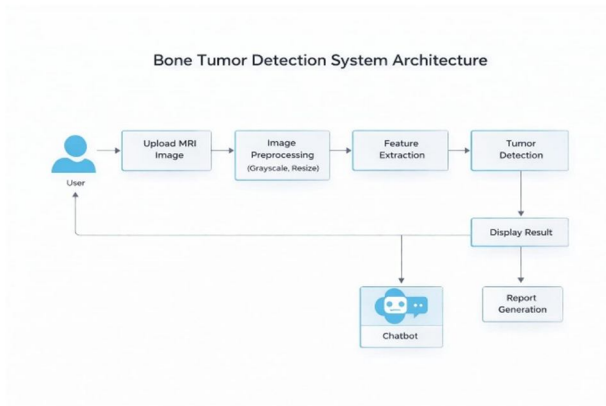 Bone Tumor Detection System Architecture
User
Upload MRI
Image
Image
Preprocessing
(Grayscale, Resize)
Feature
Extraction
Tumor
Detection
Display Result
Chatbot
Report
Generation